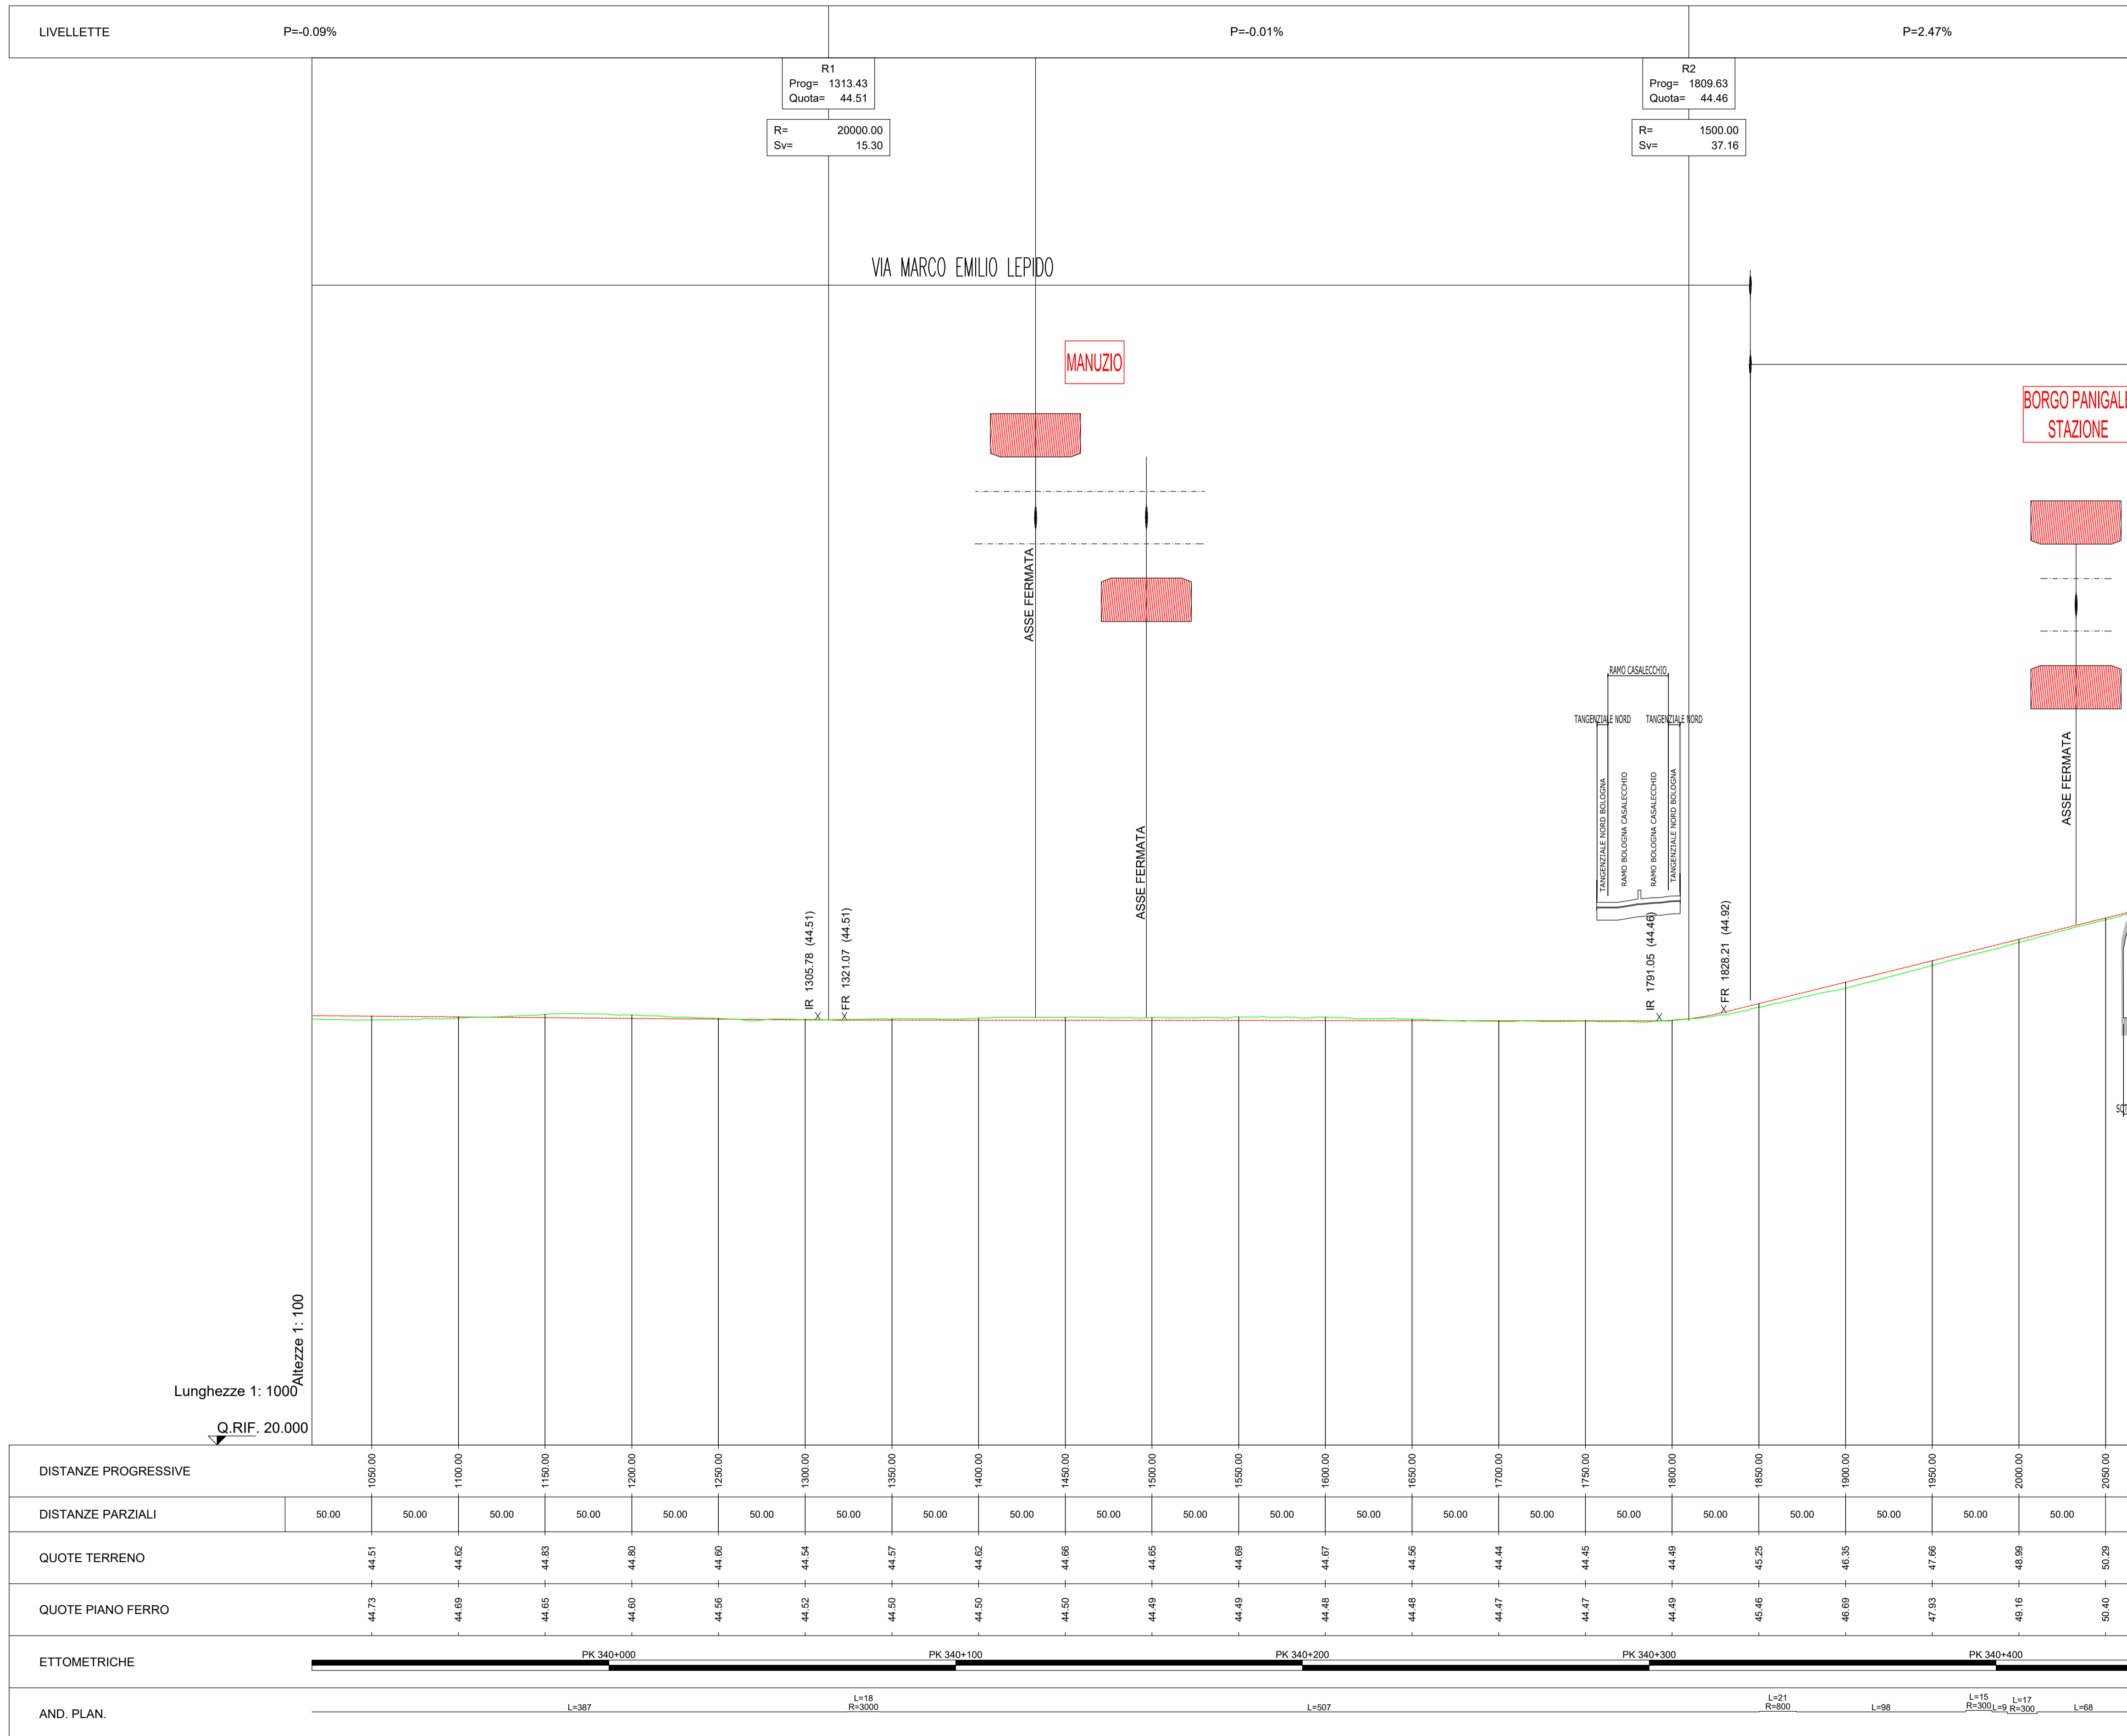 LIVELLETTE P=-0.09% P=-0.01% P=2.47%
R1
Prog= 1313.43
Quota= 44.51
R= 20000.00
Sv= 15.30
R2
Prog= 1809.63
Quota= 44.46
R= 1500.00
Sv= 37.16
VIA MARCO EMILIO LEPIDO
MANUZIO
BORGO PANIGALE
STAZIONE
ASSE FERMATA
ASSE FERMATA
ASSE FERMATA
RAMO CASALECCHIO
TANGENZIALE NORD TANGENZIALE NORD
TANGENZIALE NORD BOLOGNA
RAMO BOLOGNA CASALECCHIO
RAMO BOLOGNA CASALECCHIO
TANGENZIALE NORD BOLOGNA
IR 1305.78 (44.51)
FR 1321.07 (44.51)
IR 1791.05 (44.46)
FR 1828.21 (44.92)
Altezze 1: 100
Lunghezze 1: 1000
Q.RIF. 20.000
DISTANZE PROGRESSIVE 1050.00 1100.00 1150.00 1200.00 1250.00 1300.00 1350.00 1400.00 1450.00 1500.00 1550.00 1600.00 1650.00 1700.00 1750.00 1800.00 1850.00 1900.00 1950.00 2000.00 2050.00
DISTANZE PARZIALI 50.00 50.00 50.00 50.00 50.00 50.00 50.00 50.00 50.00 50.00 50.00 50.00 50.00 50.00 50.00 50.00 50.00 50.00 50.00 50.00 50.00
QUOTE TERRENO 44.51 44.62 44.83 44.80 44.60 44.54 44.57 44.62 44.66 44.65 44.69 44.67 44.56 44.44 44.45 44.49 45.25 46.35 47.66 48.99 50.29
QUOTE PIANO FERRO 44.73 44.69 44.65 44.60 44.56 44.52 44.50 44.50 44.50 44.49 44.49 44.48 44.48 44.47 44.47 44.49 45.46 46.69 47.93 49.16 50.40
ETTOMETRICHE PK 340+000 PK 340+100 PK 340+200 PK 340+300 PK 340+400
AND. PLAN. L=387 L=18 R=3000 L=507 L=21 R=800 L=98 L=15 R=300 L=9 L=17 R=300 L=68